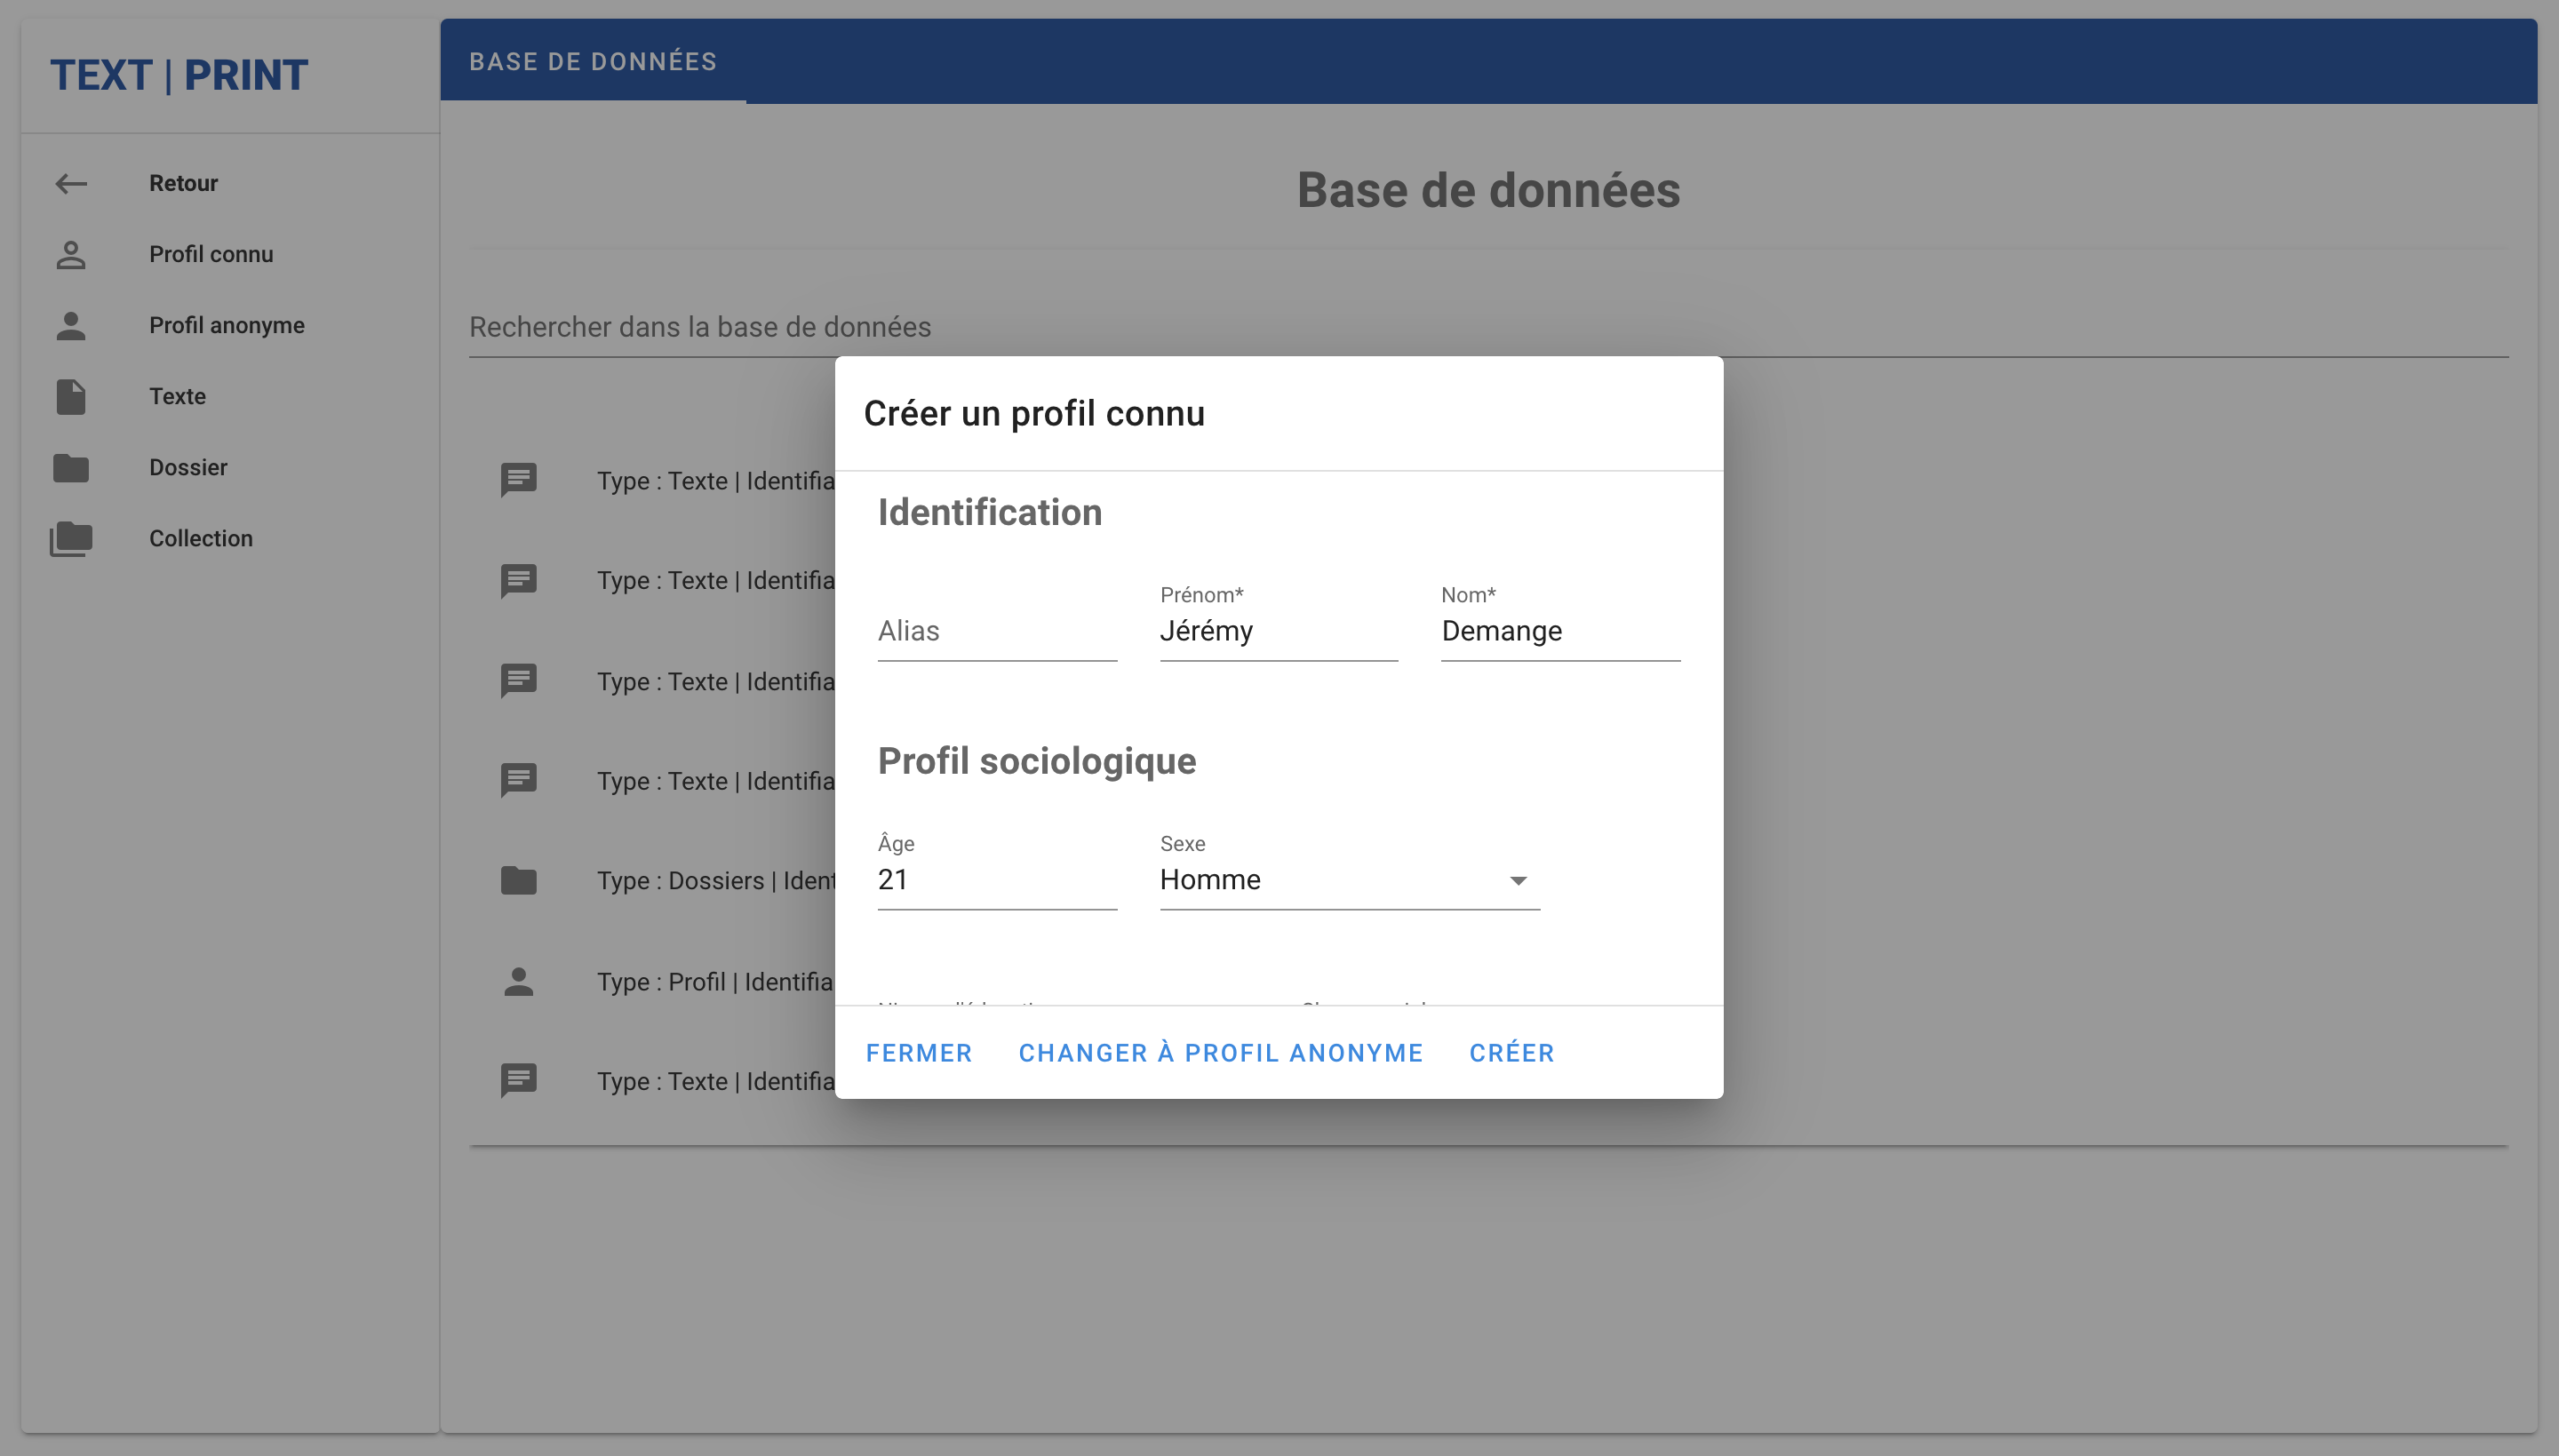 TEXT | PRINT
Retour
Profil connu
Profil anonyme
Texte
Dossier
Collection
BASE DE DONNÉES
Base de données
Rechercher dans la base de données
Type : Texte | Identifia
Type : Texte | Identifia
Type : Texte | Identifia
Type : Texte | Identifia
Type : Dossiers | Ident
Type : Profil | Identifia
Type : Texte | Identifia
Créer un profil connu
Identification
Alias
Prénom*
Jérémy
Nom*
Demange
Profil sociologique
Âge
21
Sexe
Homme
FERMER CHANGER À PROFIL ANONYME CRÉER